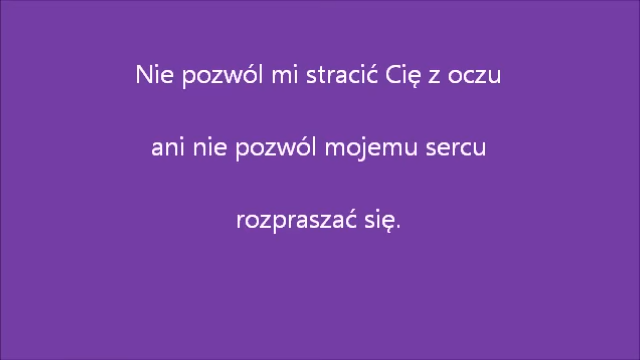 Nie pozwól mi stracić Cię z oczu
ani nie pozwól mojemu sercu
rozpraszać się.